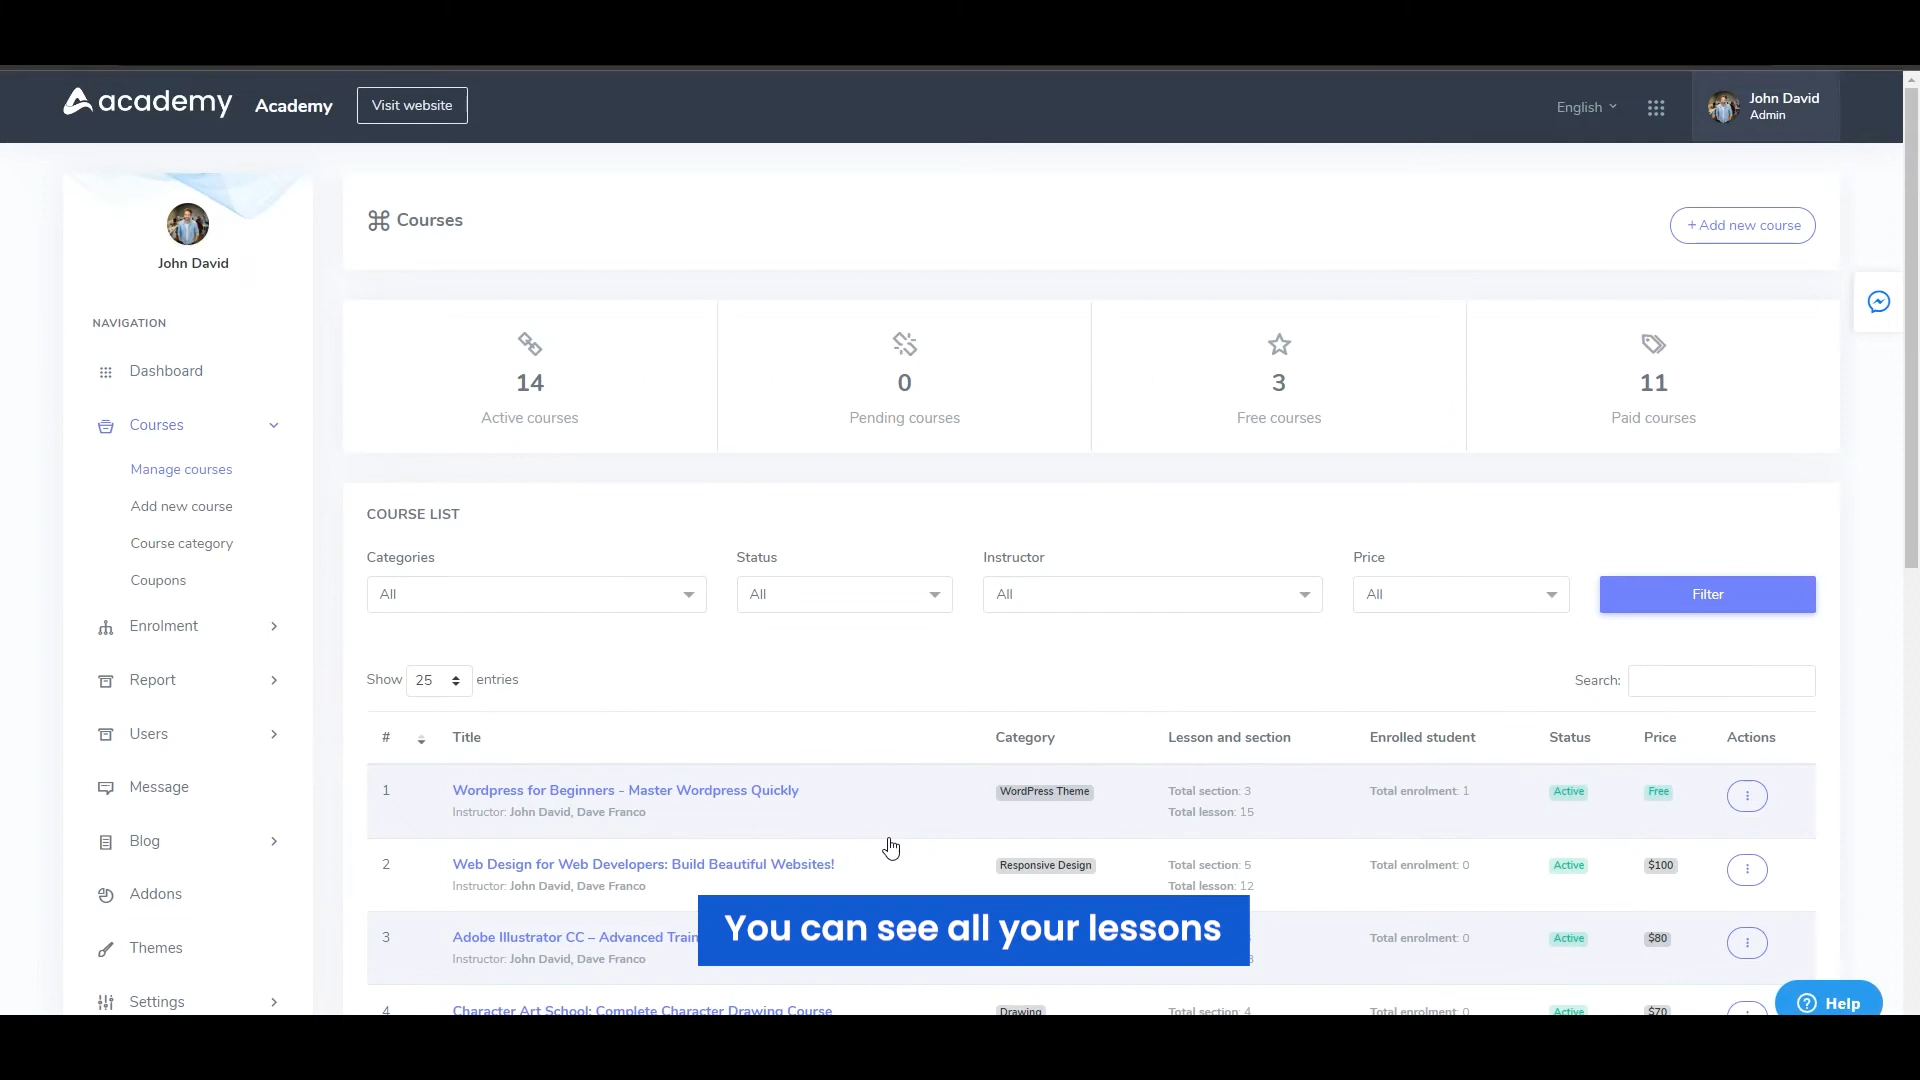 academy
Academy
Visit website
English
John David
Admin
John David
NAVIGATION
Dashboard
Courses
Manage courses
Add new course
Course category
Coupons
Enrolment
Report
Users
Message
Blog
Addons
Themes
Settings
Courses
+ Add new course
14
Active courses
0
Pending courses
3
Free courses
11
Paid courses
COURSE LIST
Categories
Status
Instructor
Price
All
All
All
All
Filter
Show 25 entries
Search:
# Title Category Lesson and section Enrolled student Status Price Actions
1 Wordpress for Beginners - Master Wordpress Quickly WordPress Theme Total section: 3 Total enrolment: 1 Active Free
Instructor: John David, Dave Franco Total lesson: 15
2 Web Design for Web Developers: Build Beautiful Websites! Responsive Design Total section: 5 Total enrolment: 0 Active $100
Instructor: John David, Dave Franco Total lesson: 12
3 Adobe Illustrator CC – Advanced Train Total enrolment: 0 Active $80
Instructor: John David, Dave Franco
You can see all your lessons
4 Character Art School: Complete Character Drawing Course Drawing Total section: 4 Total enrolment: 0 Active $70
Help